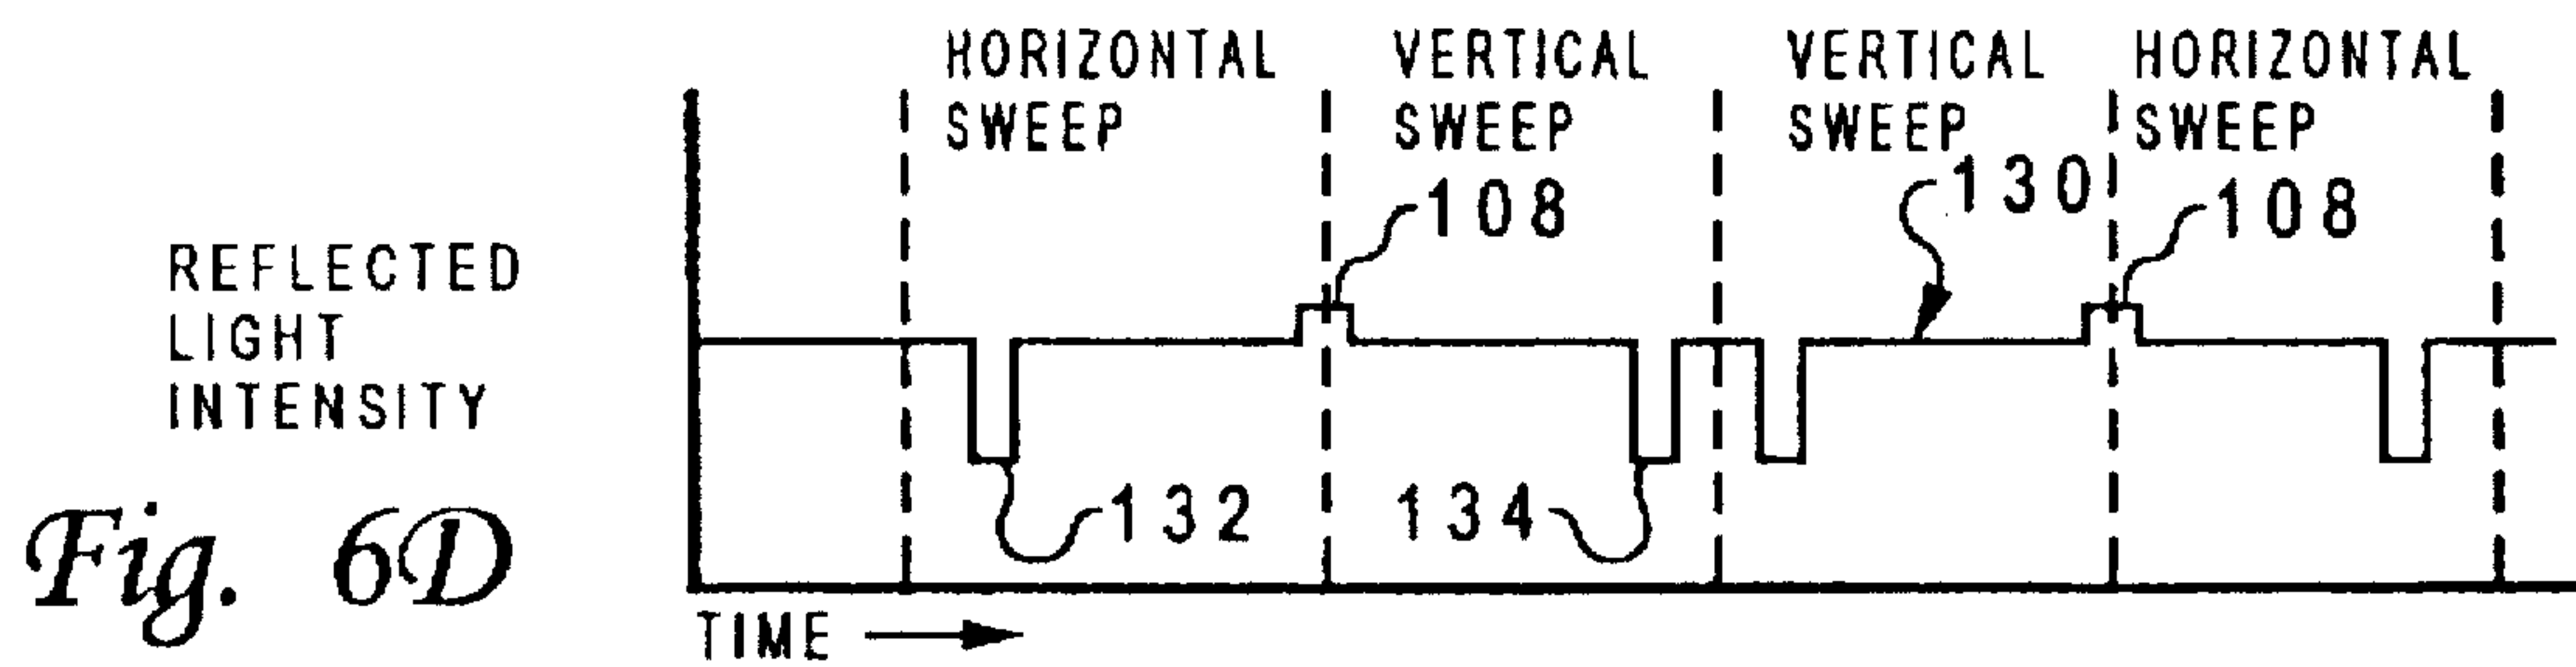 HORIZONTAL SWEEP
VERTICAL SWEEP
VERTICAL SWEEP
HORIZONTAL SWEEP
108
130
108
REFLECTED
LIGHT
INTENSITY
132
134
Fig. 6D
TIME